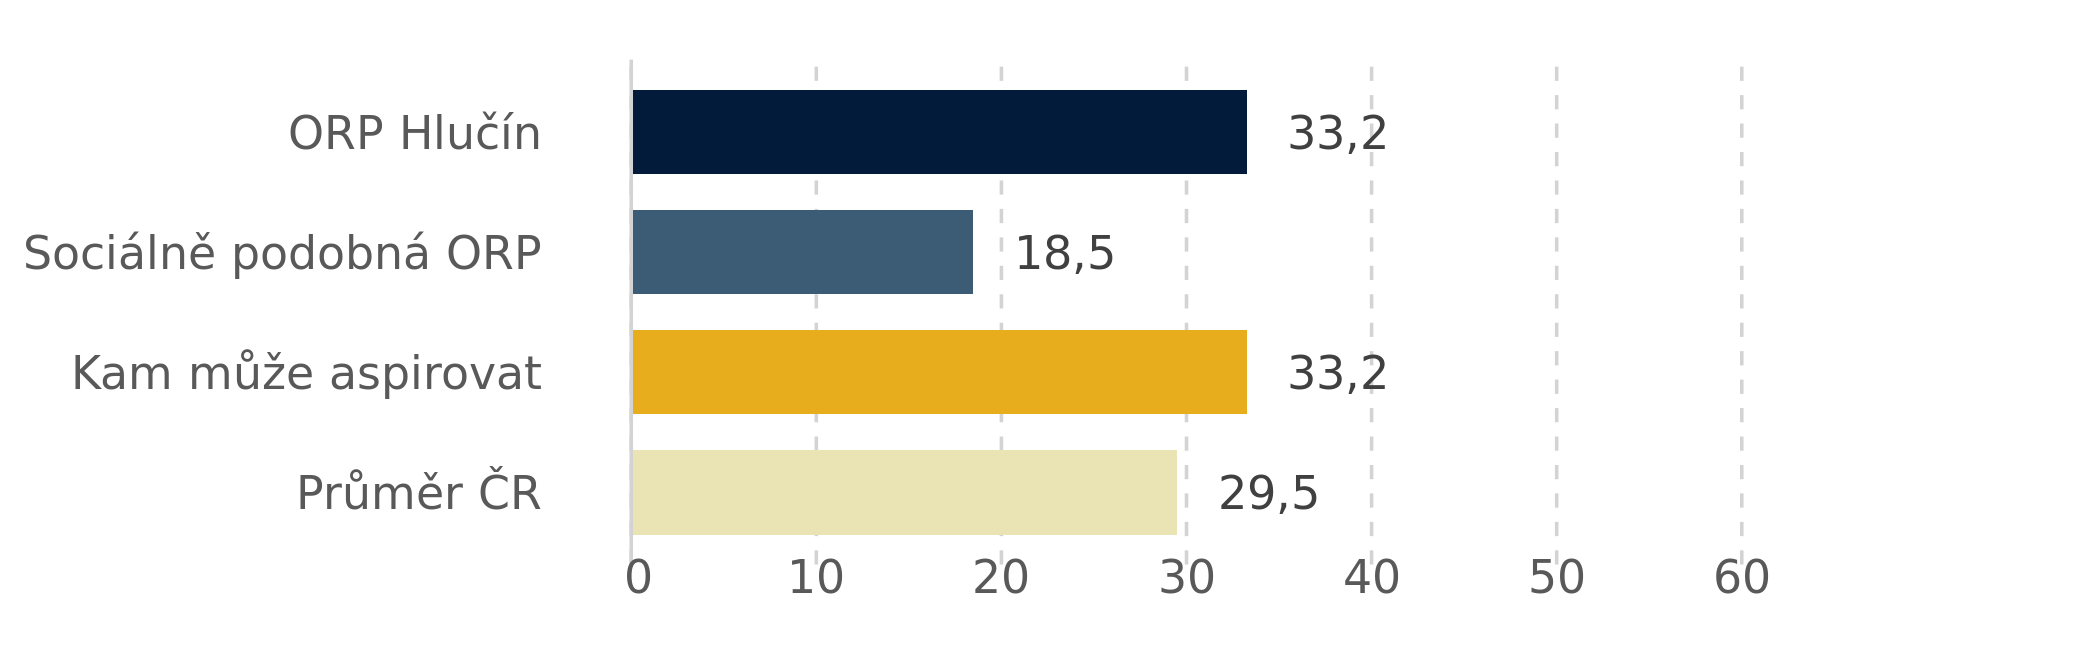 ORP Hlučín 33,2
Sociálně podobná ORP 18,5
Kam může aspirovat 33,2
Průměr ČR 29,5
0 10 20 30 40 50 60